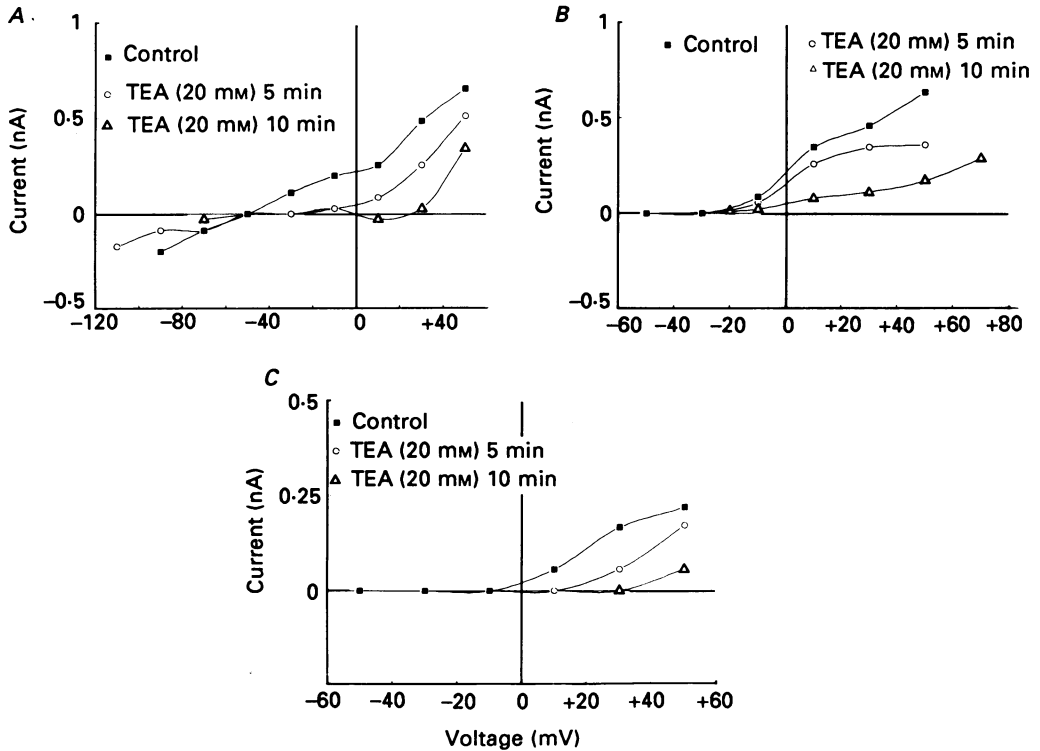 A.
1
Control
TEA (20 mM) 5 min
TEA (20 mM) 10 min
0·5
0
−0·5
−120 −80 −40 0 +40
Current (nA)
B
1
Control
TEA (20 mM) 5 min
TEA (20 mM) 10 min
0·5
0
−0·5
−60 −40 −20 0 +20 +40 +60 +80
Current (nA)
C
0·5
Control
TEA (20 mM) 5 min
TEA (20 mM) 10 min
0·25
0
−60 −40 −20 0 +20 +40 +60
Current (nA)
Voltage (mV)